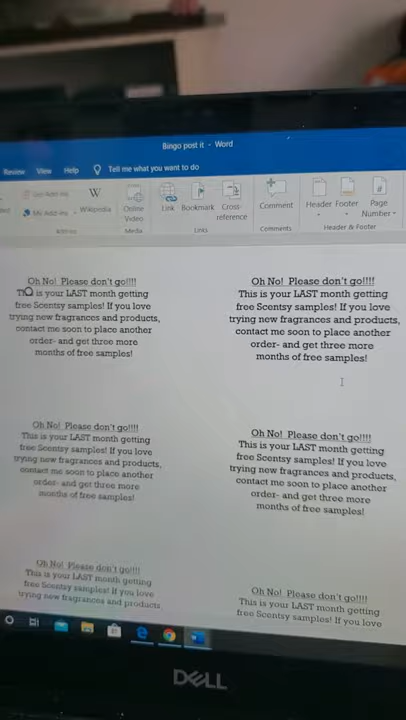 Bingo post it - Word
Review View Help Tell me what you want to do
Get Add-ins
My Add-ins
Wikipedia
Online Video
Link
Bookmark
Cross-reference
Comment
Header
Footer
Page Number
Add-ins
Media
Links
Comments
Header & Footer
Oh No! Please don't go!!!!
is your LAST month getting
free Scentsy samples! If you love
trying new fragrances and products,
contact me soon to place another
order- and get three more
months of free samples!
Oh No! Please don't go!!!!
This is your LAST month getting
free Scentsy samples! If you love
trying new fragrances and products,
contact me soon to place another
order- and get three more
months of free samples!
Oh No! Please don't go!!!!
This is your LAST month getting
free Scentsy samples! If you love
trying new fragrances and products,
contact me soon to place another
order- and get three more
months of free samples!
Oh No! Please don't go!!!!
This is your LAST month getting
free Scentsy samples! If you love
trying new fragrances and products,
contact me soon to place another
order- and get three more
months of free samples!
Oh No! Please don't go!!!!
This is your LAST month getting
free Scentsy samples! If you love
trying new fragrances and products,
Oh No! Please don't go!!!!
This is your LAST month getting
free Scentsy samples! If you love
DELL